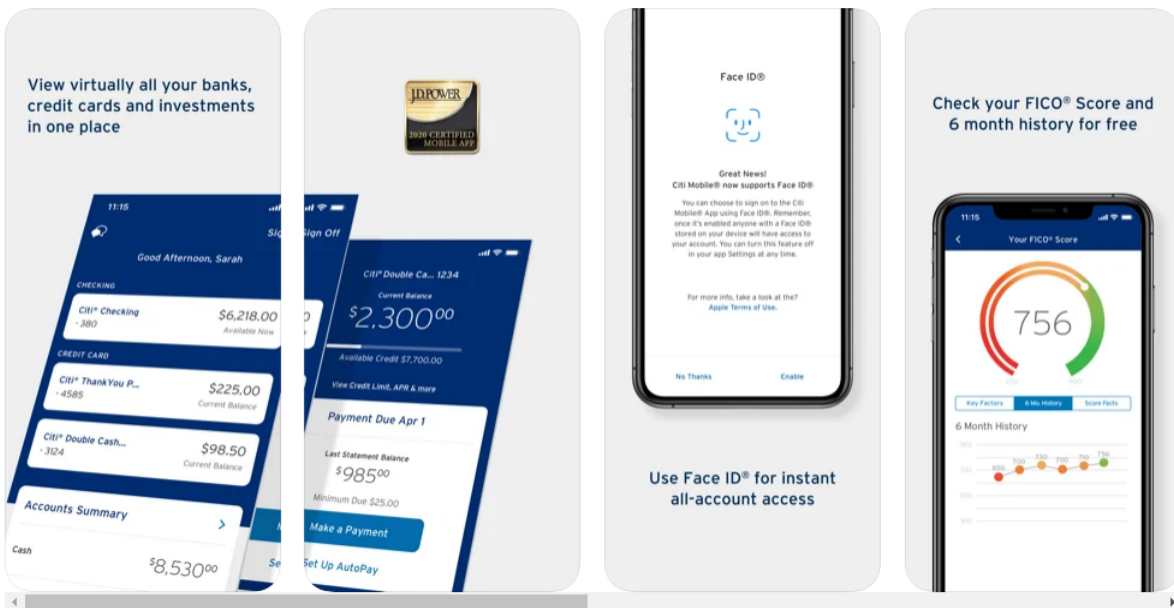 View virtually all your banks,
credit cards and investments
in one place
11:15
Sig
Good Afternoon, Sarah
CHECKING
Citi® Checking
- 380
$6,218.00
Available Now
CREDIT CARD
Citi® ThankYou P...
- 4585
$225.00
Current Balance
Citi® Double Cash...
- 3124
$98.50
Current Balance
Accounts Summary
Cash
$8,530⁰⁰
J.D.POWER
2020 CERTIFIED
MOBILE APP
Sign Off
Citi® Double Ca... 1234
Current Balance
$2,300⁰⁰
Available Credit $7,700.00
View Credit Limit, APR & more
Payment Due Apr 1
Last Statement Balance
$985⁰⁰
Minimum Due $25.00
Make a Payment
Set Up AutoPay
Face ID®
Great News!
Citi Mobile® now supports Face ID®
You can choose to sign on to the Citi
Mobile® App using Face ID®. Remember,
once it's enabled anyone with a Face ID®
stored on your device will have access to
your account. You can turn this feature off
in your app Settings at any time.
For more info, take a look at the?
Apple Terms of Use.
No Thanks
Enable
Use Face ID® for instant
all-account access
Check your FICO® Score and
6 month history for free
11:15
Your FICO® Score
756
Key Factors
6 Mo. History
Score Facts
6 Month History
900
650
700
730
700
710
756
500
300